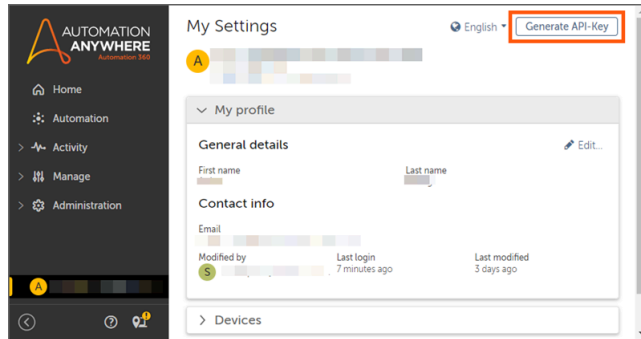 AUTOMATION
ANYWHERE
Automation 360
Home
Automation
Activity
Manage
Administration
A
My Settings
English
Generate API-Key
A
My profile
General details
Edit...
First name
Last name
Contact info
Email
Modified by
Last login
Last modified
S
7 minutes ago
3 days ago
Devices